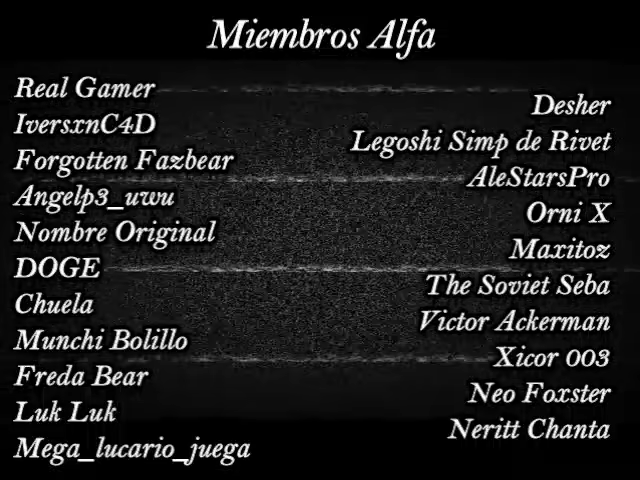 Miembros Alfa
Real Gamer
IversxnC4D
Forgotten Fazbear
Angelp3_uwu
Nombre Original
DOGE
Chuela
Munchi Bolillo
Freda Bear
Luk Luk
Mega_lucario_juega
Desher
Legoshi Simp de Rivet
AleStarsPro
Orni X
Maxitoz
The Soviet Seba
Victor Ackerman
Xicor 003
Neo Foxster
Neritt Chanta